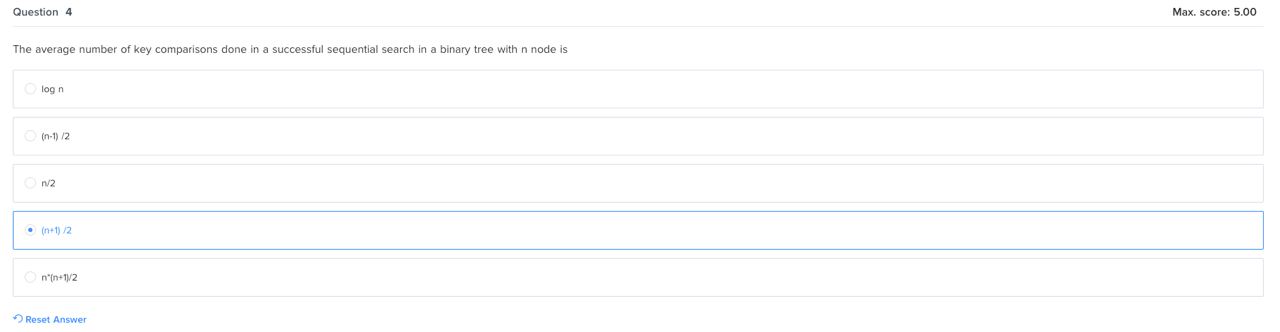 Question 4 Max. score: 5.00
The average number of key comparisons done in a successful sequential search in a binary tree with n node is
log n
(n-1) /2
n/2
(n+1) /2
n*(n+1)/2
Reset Answer